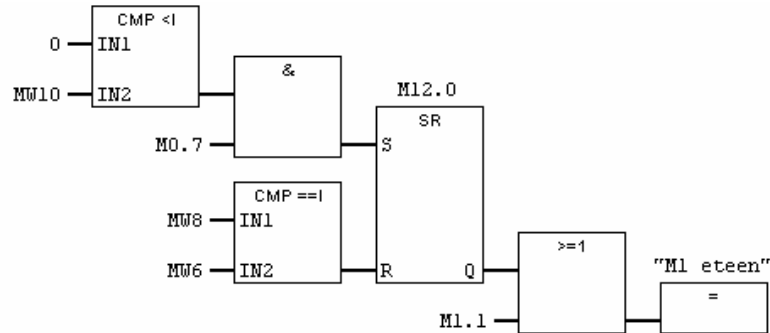 CMP <I
0 IN1
MW10 IN2
&
M0.7
M12.0
SR
S
CMP ==I
MW8 IN1
MW6 IN2
R Q
>=1
M1.1
"M1 eteen"
=